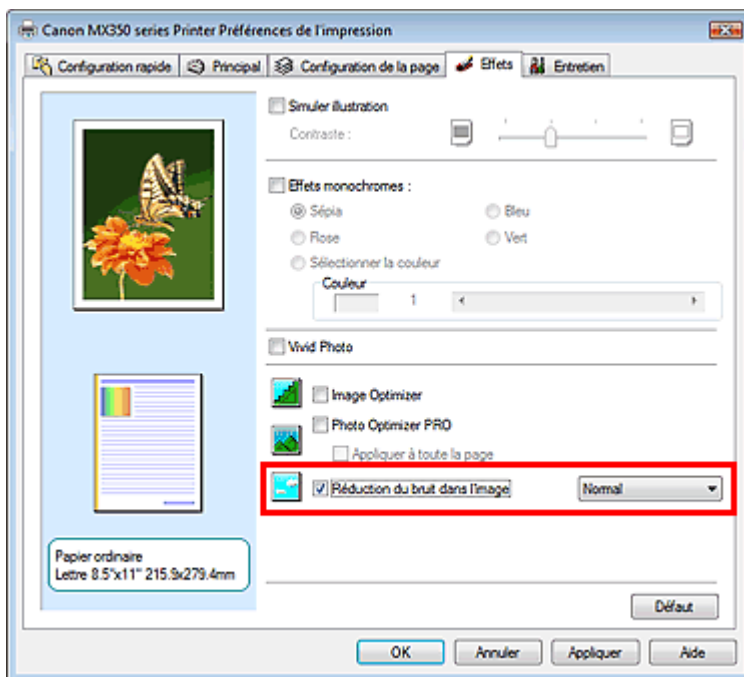 Canon MX350 series Printer Préférences de l'impression
Configuration rapide Principal Configuration de la page Effets Entretien
Simuler illustration
Contraste :
Effets monochromes :
Sépia Bleu
Rose Vert
Sélectionner la couleur
Couleur
1
Vivid Photo
Image Optimizer
Photo Optimizer PRO
Appliquer à toute la page
Réduction du bruit dans l'image Normal
Papier ordinaire
Lettre 8.5"x11" 215.9x279.4mm
Défaut
OK Annuler Appliquer Aide